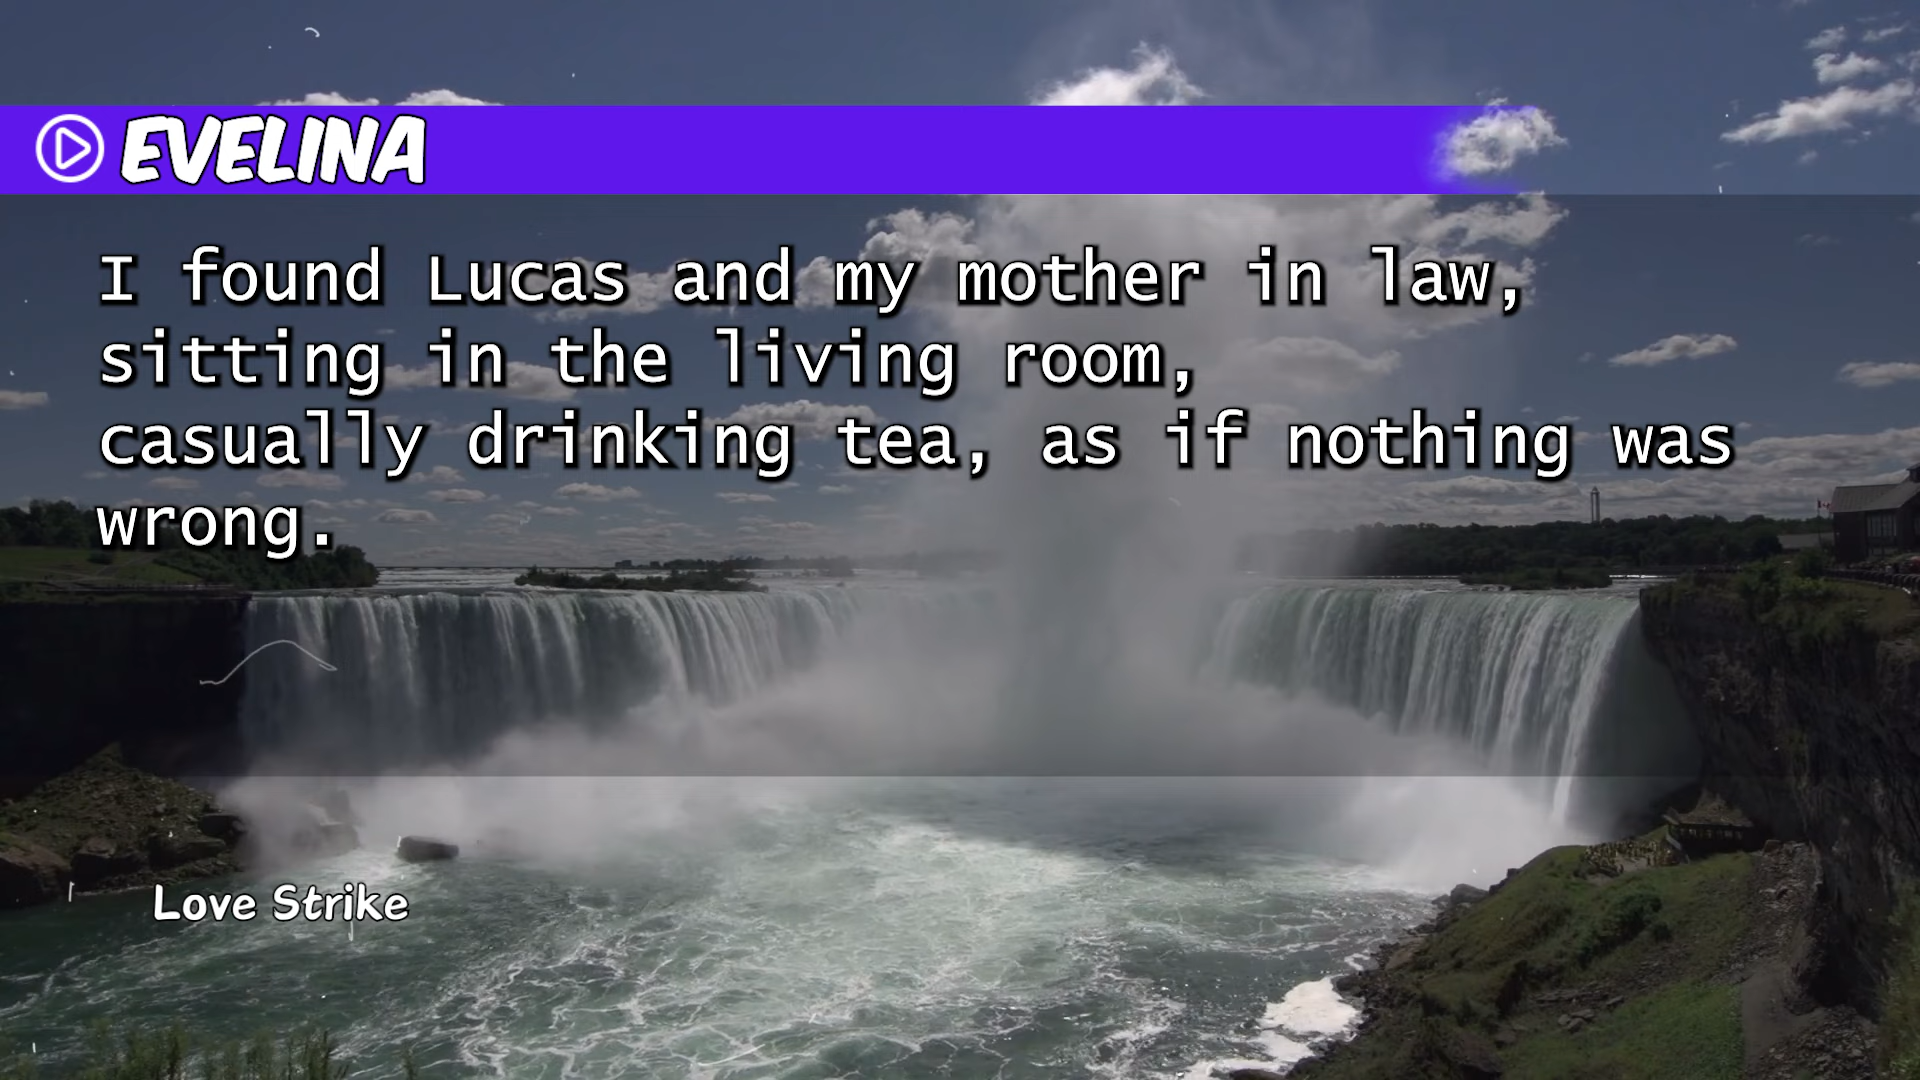 EVELINA
I found Lucas and my mother in law,
sitting in the living room,
casually drinking tea, as if nothing was
wrong.
Love Strike